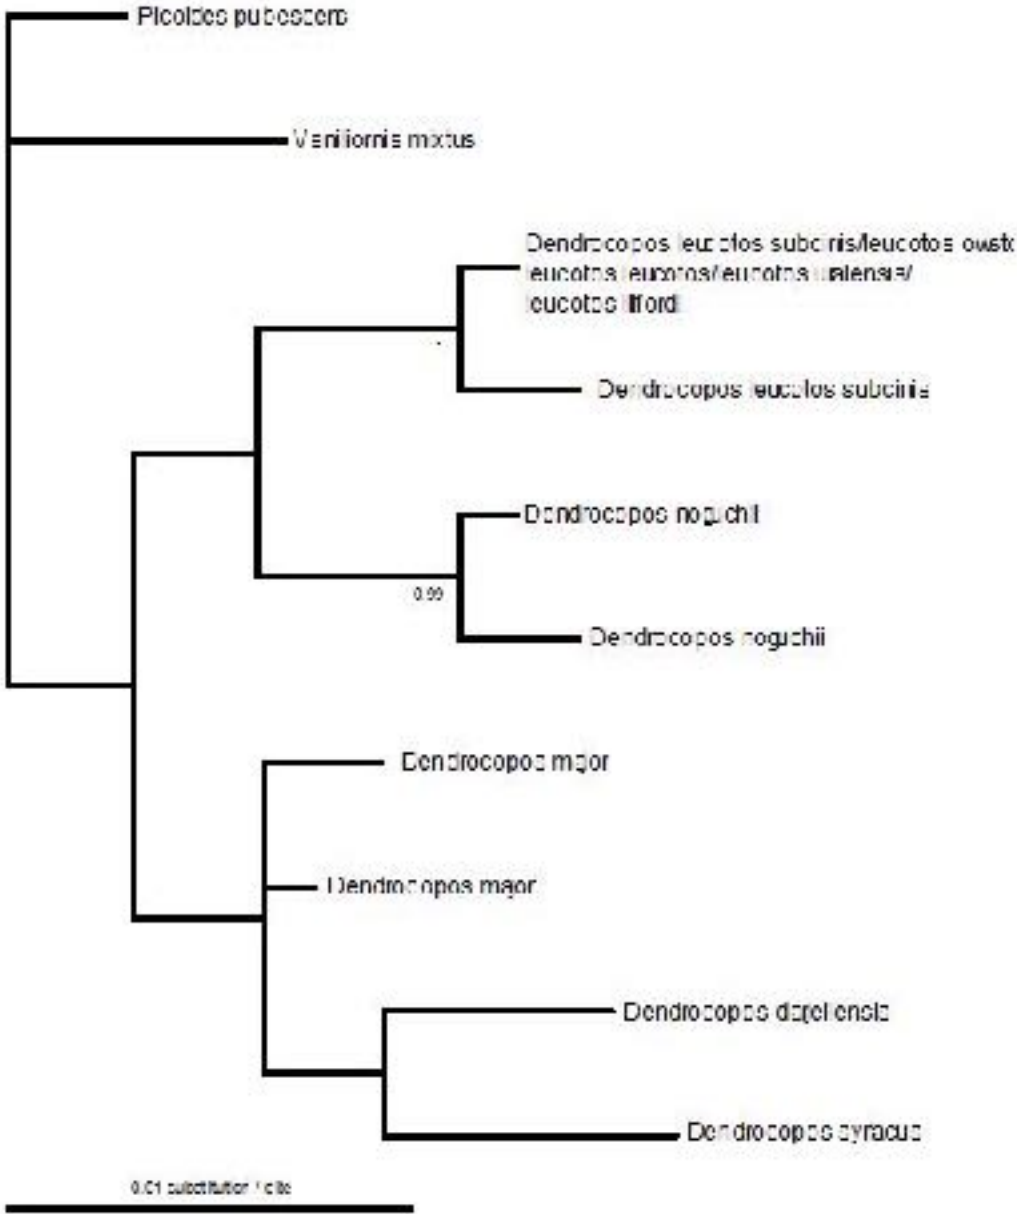 Picoides pubescens
Veniliornis mixtus
Dendrocopos leucotos subcirris/leucotos owsto
leucotos leucotos/leucotos uralensis/
leucotos lilfordi
Dendrocopos leucotos subcirris
Dendrocopos noguchii
0.99
Dendrocopos noguchii
Dendrocopos major
Dendrocopos major
Dendrocopos darjellensis
Dendrocopos syriacus
0.01 substitution / site